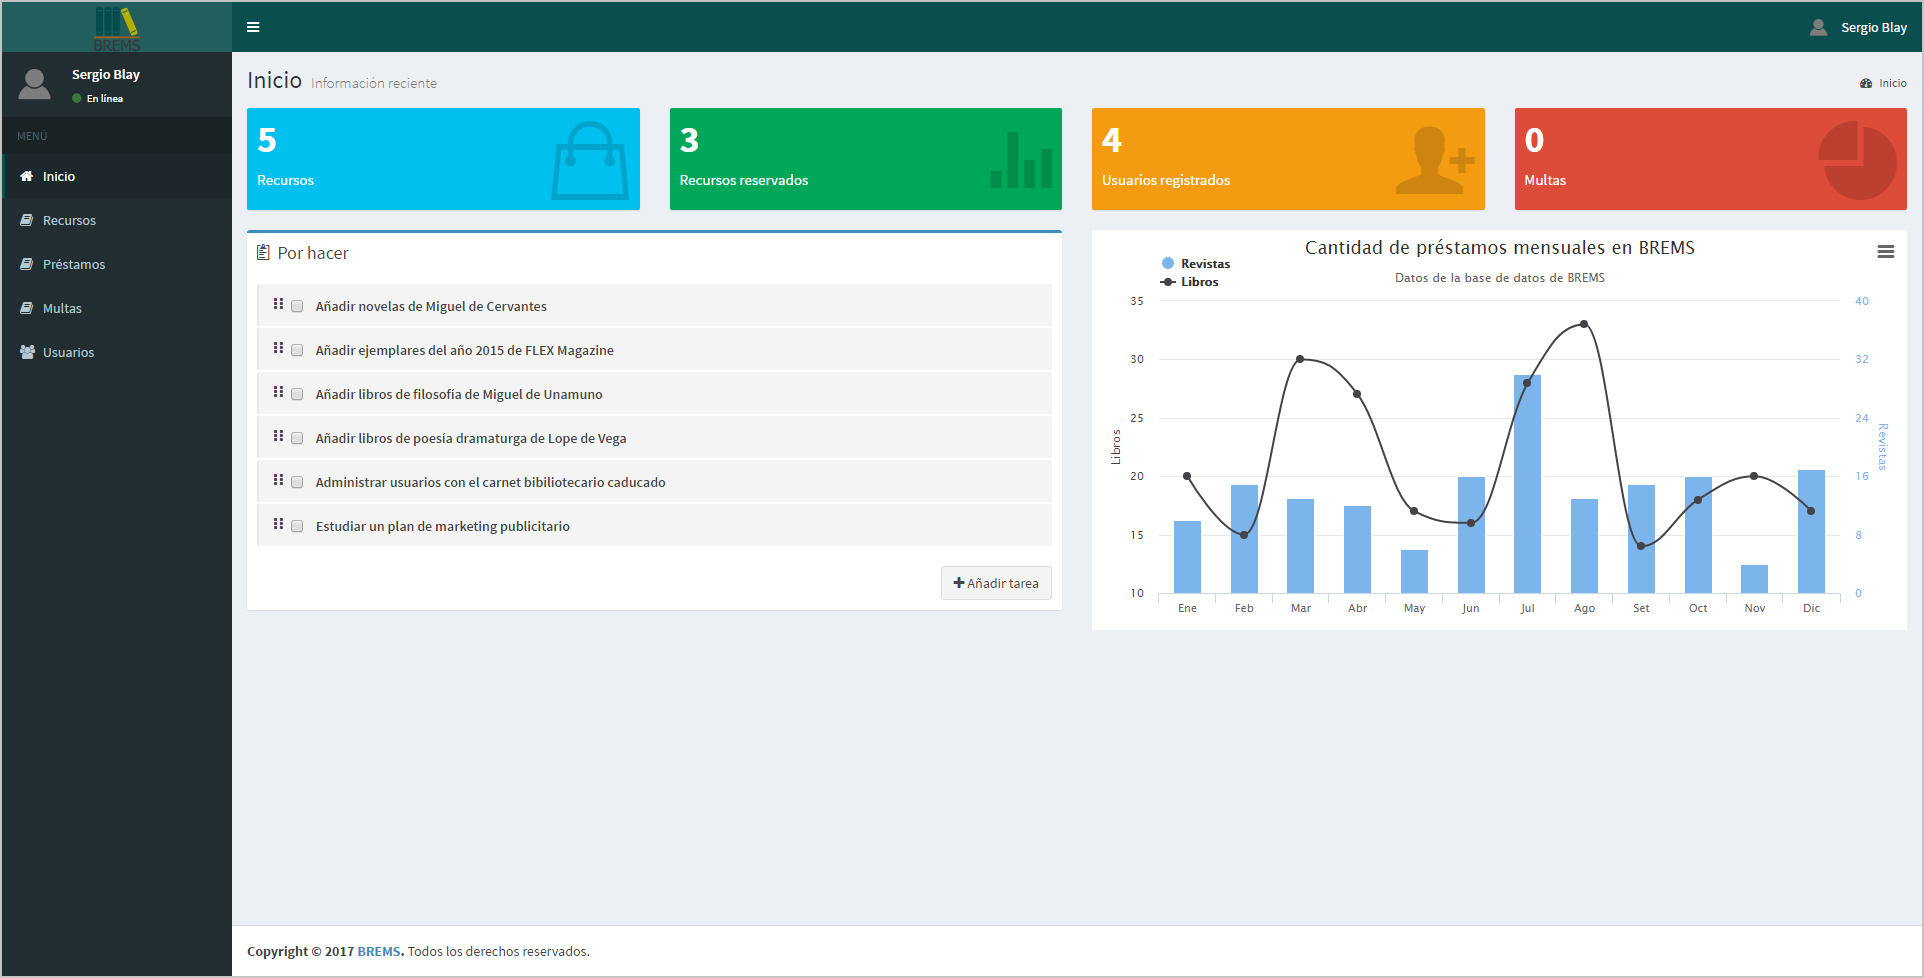 BREMS
Sergio Blay
Sergio Blay
En línea
MENÚ
Inicio
Recursos
Préstamos
Multas
Usuarios
Inicio Información reciente
Inicio
5
Recursos
3
Recursos reservados
4
Usuarios registrados
0
Multas
Por hacer
Añadir novelas de Miguel de Cervantes
Añadir ejemplares del año 2015 de FLEX Magazine
Añadir libros de filosofía de Miguel de Unamuno
Añadir libros de poesía dramaturga de Lope de Vega
Administrar usuarios con el carnet bibiliotecario caducado
Estudiar un plan de marketing publicitario
Añadir tarea
Cantidad de préstamos mensuales en BREMS
Datos de la base de datos de BREMS
Revistas
Libros
35
30
25
20
15
10
Libros
40
32
24
16
8
0
Revistas
Ene Feb Mar Abr May Jun Jul Ago Set Oct Nov Dic
Copyright © 2017 BREMS. Todos los derechos reservados.